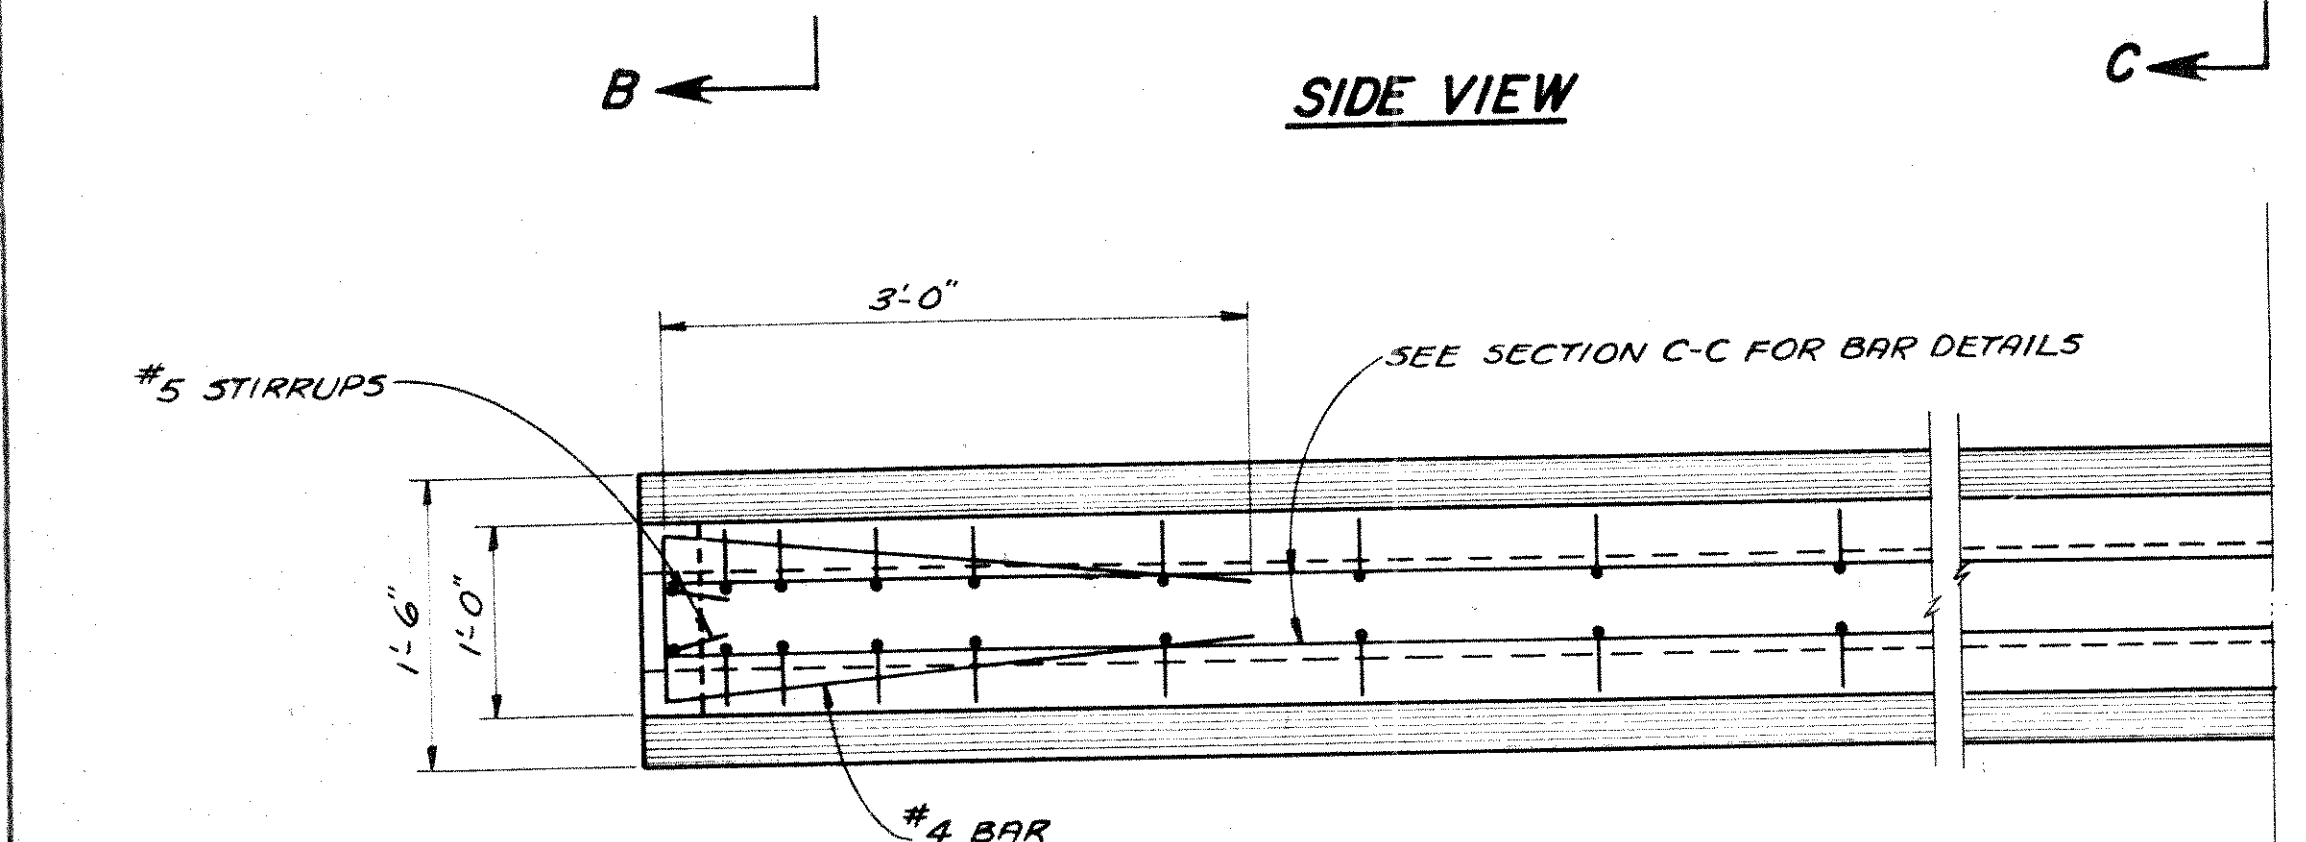 B
SIDE VIEW
C
3'-0"
SEE SECTION C-C FOR BAR DETAILS
#5 STIRRUPS
1'-6"
1'-0"
#4 BAR